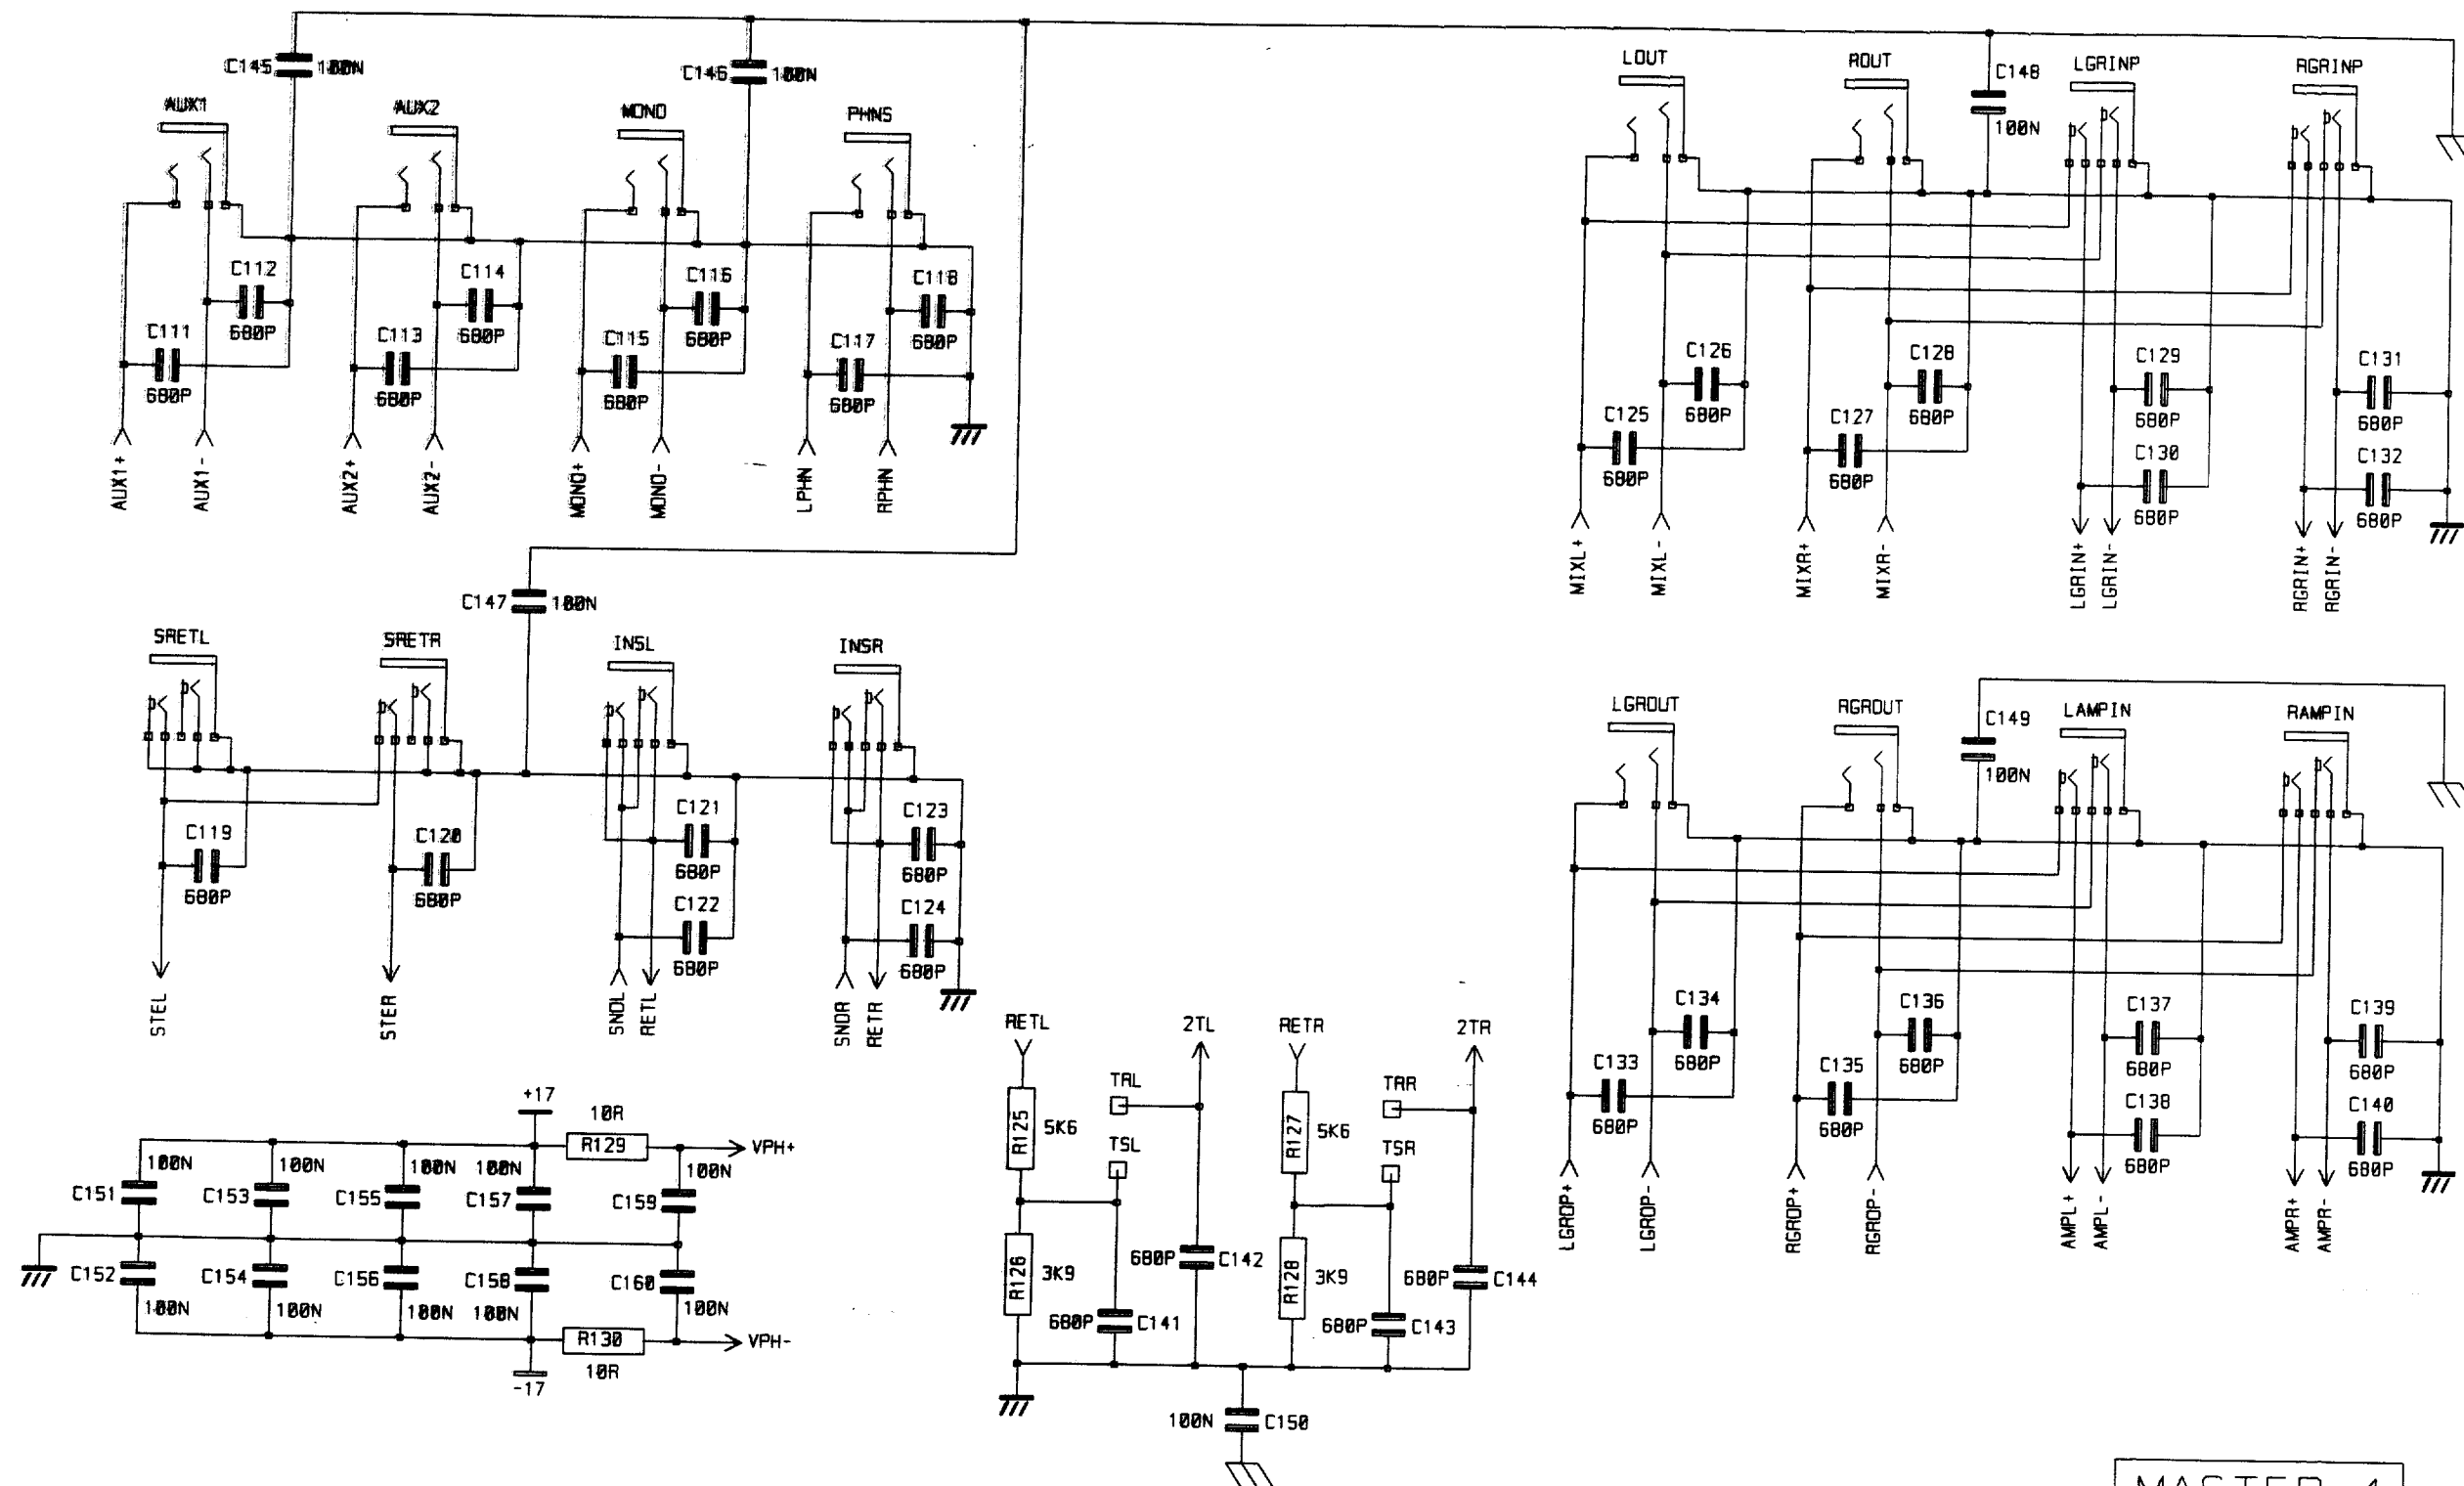 C145 100N
C146 100N
AUX1
AUX2
MONO
PHNS
C112
680P
C111
680P
C114
680P
C113
680P
C116
680P
C115
680P
C118
680P
C117
680P
AUX1+
AUX1-
AUX2+
AUX2-
MONO+
MONO-
LPHN
RPHN
LOUT
ROUT
C148
100N
LGRINP
RGRINP
C126
680P
C125
680P
C128
680P
C127
680P
C129
680P
C130
680P
C131
680P
C132
680P
MIXL+
MIXL-
MIXR+
MIXR-
LGRIN+
LGRIN-
RGRIN+
RGRIN-
C147 100N
SRETL
SRETR
INSL
INSR
C119
680P
C120
680P
C121
680P
C122
680P
C123
680P
C124
680P
STEL
STER
SNDL
RETL
SNDR
RETR
LGROUT
RGROUT
C149
100N
LAMPIN
RAMPIN
C134
680P
C133
680P
C136
680P
C135
680P
C137
680P
C138
680P
C139
680P
C140
680P
LGROP+
LGROP-
RGROP+
RGROP-
AMPL+
AMPL-
AMPR+
AMPR-
+17
10R
R129
VPH+
100N
100N
100N
100N
100N
C151
C153
C155
C157
C159
C152
C154
C156
C158
C160
100N
100N
100N
100N
100N
R130
VPH-
10R
-17
RETL
2TL
RETR
2TR
TRL
TRR
R125
5K6
TSL
R127
5K6
TSR
R126
3K9
680P C142
R128
3K9
680P C144
680P C141
680P C143
100N C150
MASTER 4